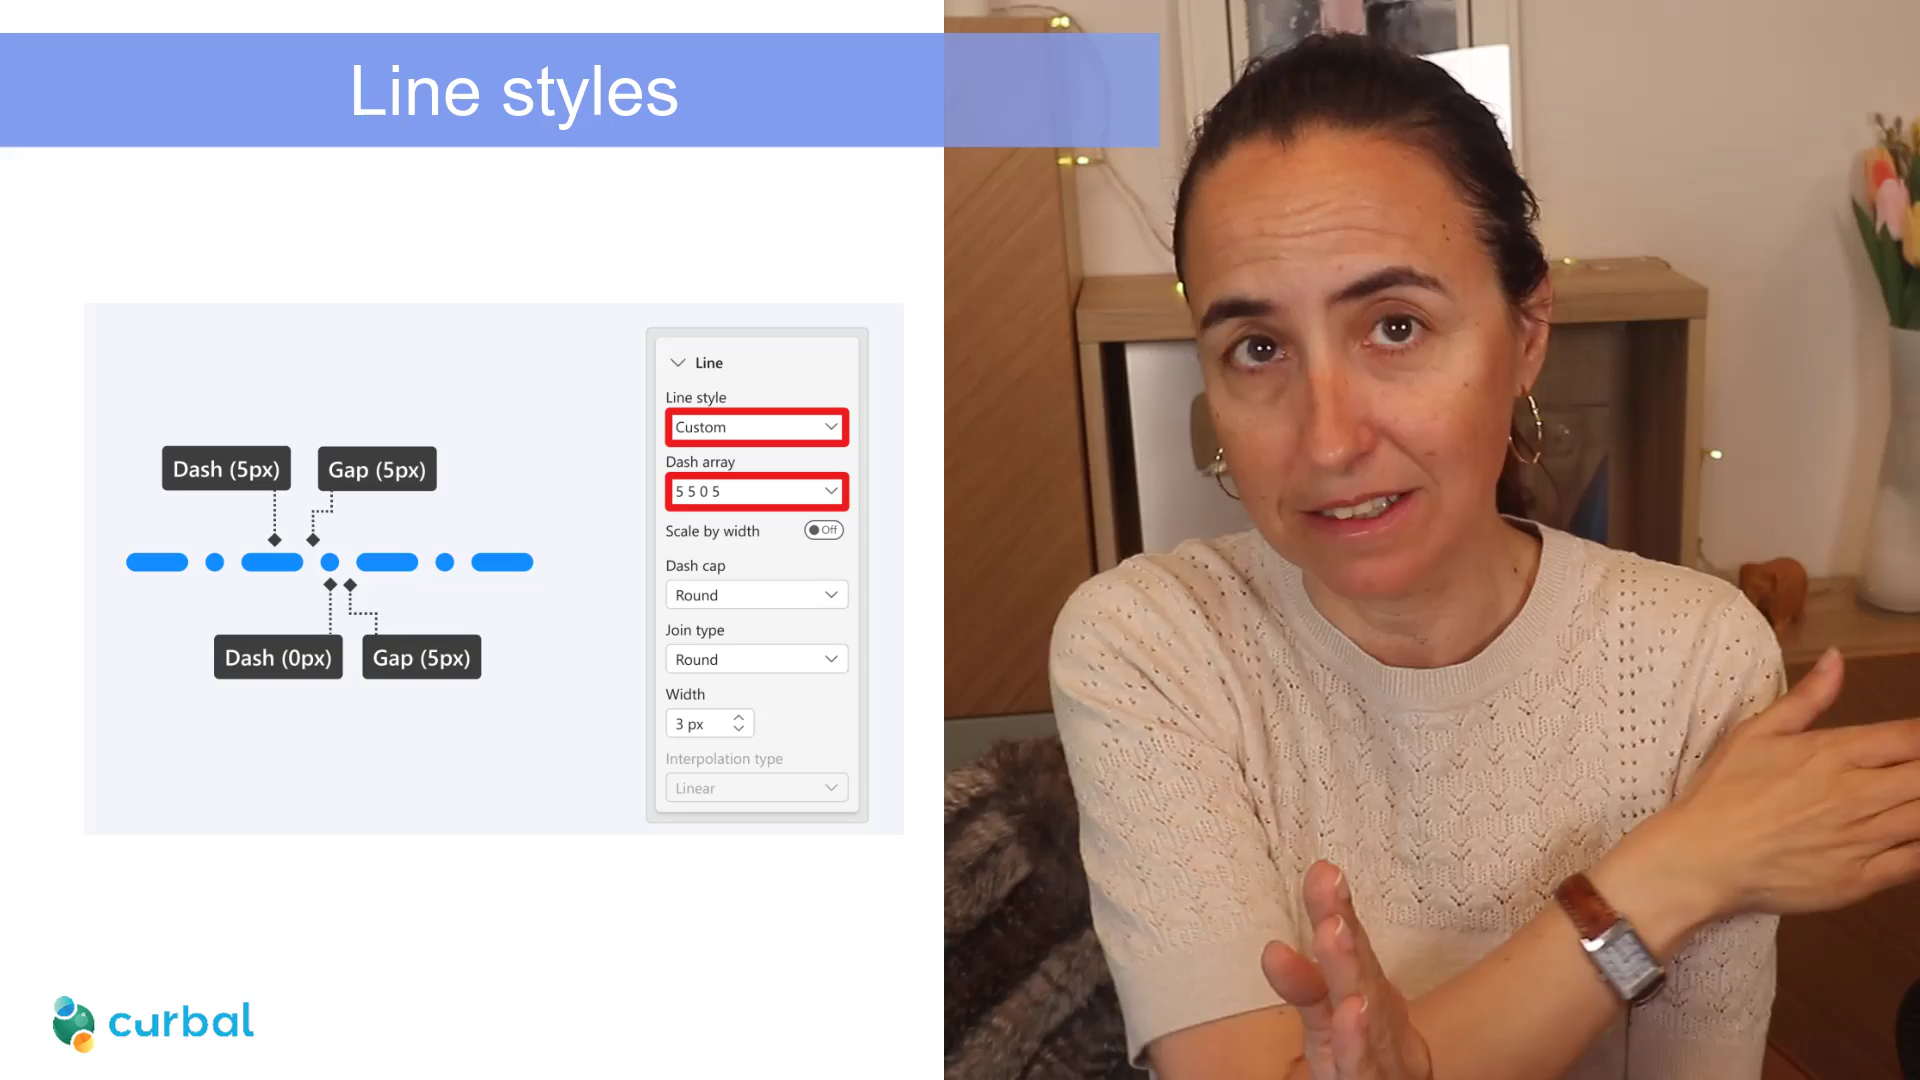 Line styles
Dash (5px)
Gap (5px)
Dash (0px)
Gap (5px)
Line
Line style
Custom
Dash array
5 5 0 5
Scale by width
Off
Dash cap
Round
Join type
Round
Width
3 px
Interpolation type
Linear
curbal